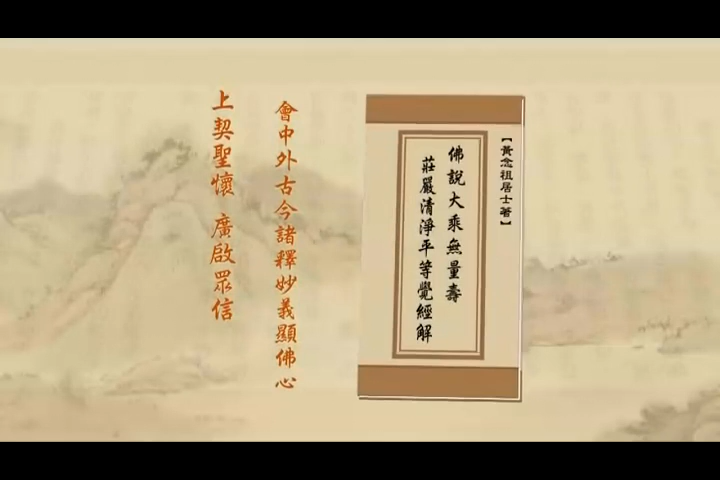 【黃念祖居士著】
佛說大乘無量壽
莊嚴清淨平等覺經解
會中外古今諸釋妙義顯佛心
上契聖懷 廣啟眾信